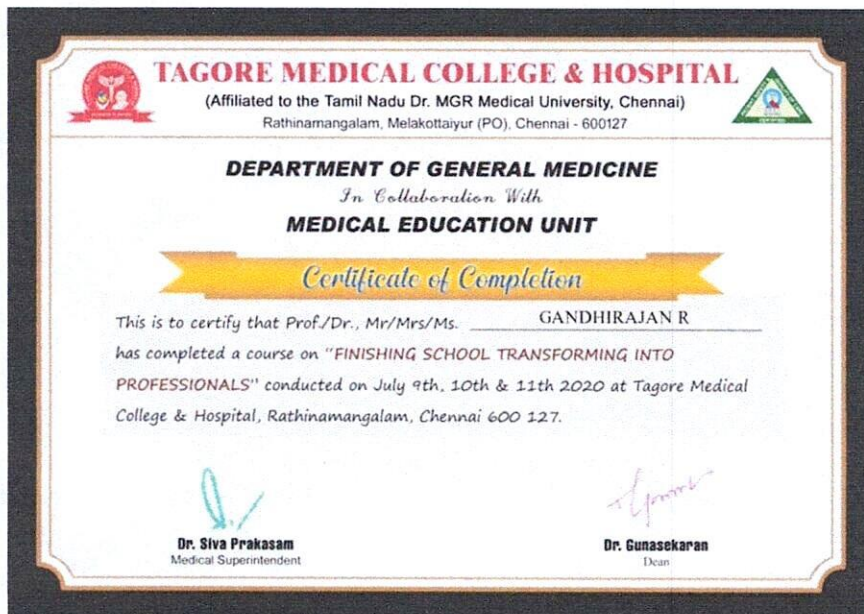 TAGORE MEDICAL COLLEGE & HOSPITAL
(Affiliated to the Tamil Nadu Dr. MGR Medical University, Chennai)
Rathinamangalam, Melakottaiyur (PO), Chennai - 600127
DEPARTMENT OF GENERAL MEDICINE
In Collaboration With
MEDICAL EDUCATION UNIT
Certificate of Completion
This is to certify that Prof./Dr., Mr/Mrs/Ms. GANDHIRAJAN R
has completed a course on "FINISHING SCHOOL TRANSFORMING INTO
PROFESSIONALS" conducted on July 9th, 10th & 11th 2020 at Tagore Medical
College & Hospital, Rathinamangalam, Chennai 600 127.
Dr. Siva Prakasam
Medical Superintendent
Dr. Gunasekaran
Dean